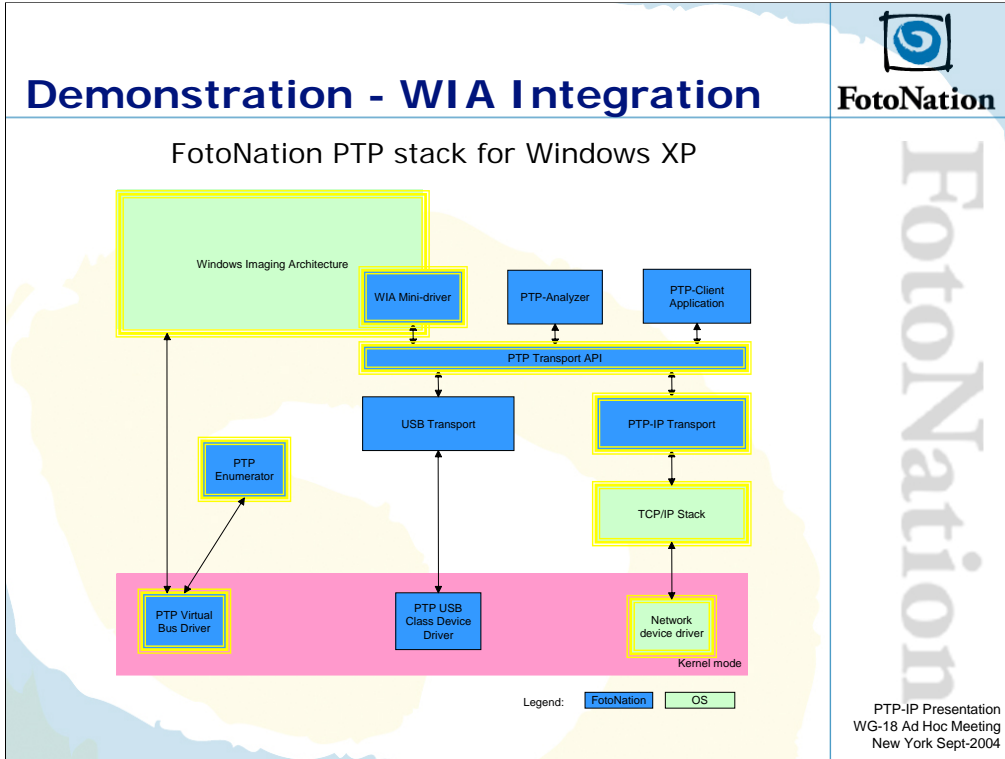 Demonstration - WIA Integration
FotoNation
FotoNation PTP stack for Windows XP
Windows Imaging Architecture
WIA Mini-driver
PTP-Analyzer
PTP-Client
Application
PTP Transport API
USB Transport
PTP-IP Transport
PTP
Enumerator
TCP/IP Stack
PTP Virtual
Bus Driver
PTP USB
Class Device
Driver
Network
device driver
Kernel mode
Legend:
FotoNation
OS
FotoNation
PTP-IP Presentation
WG-18 Ad Hoc Meeting
New York Sept-2004